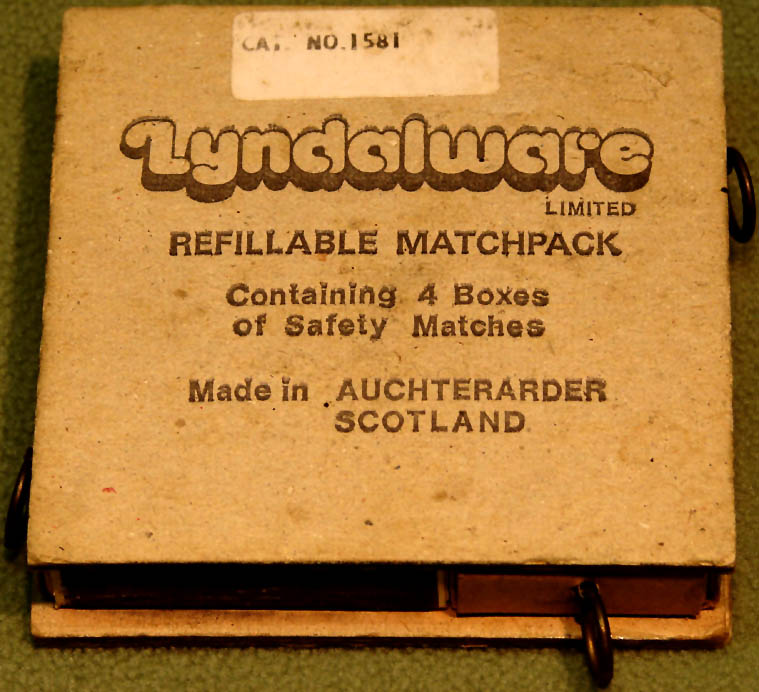 CAT. NO.1581
Lyndalware
LIMITED
REFILLABLE MATCHPACK
Containing 4 Boxes
of Safety Matches
Made in AUCHTERARDER
SCOTLAND